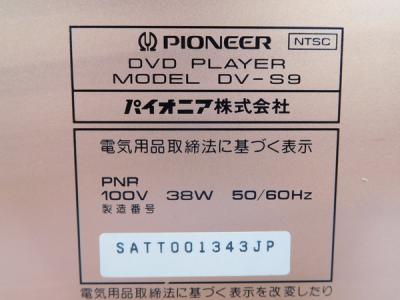 PIONEER NTSC
DVD PLAYER
MODEL DV-S9
パイオニア株式会社
電気用品取締法に基づく表示
PNR
100V 38W 50/60Hz
製造番号
SATT001343JP
電気用品取締法に基づく表示を改変したり